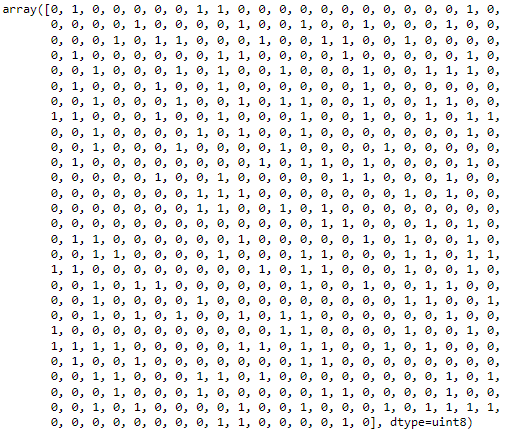 array([0, 1, 0, 0, 0, 0, 0, 1, 1, 0, 0, 0, 0, 0, 0, 0, 0, 0, 0, 0, 1, 0,
0, 0, 0, 0, 1, 0, 0, 0, 0, 1, 0, 0, 1, 0, 0, 1, 0, 0, 0, 1, 0, 0,
0, 0, 0, 1, 0, 1, 1, 0, 0, 0, 1, 0, 0, 1, 1, 0, 0, 1, 0, 0, 0, 0,
0, 1, 0, 0, 0, 0, 0, 0, 1, 1, 0, 0, 0, 0, 1, 0, 0, 0, 0, 0, 1, 0,
0, 0, 1, 0, 0, 0, 1, 0, 1, 0, 0, 1, 0, 0, 0, 1, 0, 0, 1, 1, 1, 0,
0, 1, 0, 0, 0, 1, 0, 0, 1, 0, 0, 0, 0, 0, 1, 0, 0, 0, 0, 0, 0, 0,
0, 0, 1, 0, 0, 0, 1, 0, 0, 1, 0, 1, 1, 0, 0, 1, 0, 0, 1, 1, 0, 0,
1, 1, 0, 0, 0, 1, 0, 0, 1, 0, 0, 0, 1, 0, 0, 1, 0, 0, 1, 0, 1, 1,
0, 0, 1, 0, 0, 0, 0, 1, 0, 1, 0, 0, 1, 0, 0, 0, 0, 0, 0, 0, 1, 0,
0, 0, 1, 0, 0, 0, 1, 0, 0, 0, 0, 1, 0, 0, 0, 0, 1, 0, 0, 0, 0, 0,
0, 1, 0, 0, 0, 0, 0, 0, 0, 0, 1, 0, 1, 1, 0, 1, 0, 0, 0, 0, 1, 0,
0, 0, 0, 0, 0, 1, 0, 0, 1, 0, 0, 0, 0, 0, 1, 1, 0, 0, 0, 1, 0, 0,
0, 0, 0, 0, 0, 0, 0, 1, 1, 1, 0, 0, 0, 0, 0, 0, 0, 1, 0, 1, 0, 0,
0, 0, 0, 0, 0, 0, 0, 1, 1, 0, 0, 1, 0, 1, 0, 0, 0, 0, 0, 0, 0, 0,
0, 0, 0, 0, 0, 0, 0, 0, 0, 0, 0, 0, 0, 1, 1, 0, 0, 0, 1, 0, 1, 0,
0, 1, 1, 0, 0, 0, 0, 0, 0, 1, 0, 0, 0, 0, 0, 1, 0, 1, 0, 0, 1, 0,
0, 0, 1, 1, 0, 0, 0, 0, 1, 0, 0, 0, 1, 1, 0, 0, 0, 1, 1, 0, 1, 1,
1, 1, 0, 0, 0, 0, 0, 0, 0, 0, 1, 0, 1, 1, 0, 0, 0, 1, 0, 0, 1, 0,
0, 0, 1, 0, 1, 1, 0, 0, 0, 0, 0, 0, 1, 0, 0, 1, 0, 0, 1, 1, 0, 0,
0, 0, 1, 0, 0, 0, 0, 1, 0, 0, 0, 0, 0, 0, 0, 0, 0, 1, 1, 0, 0, 1,
0, 0, 1, 0, 1, 0, 1, 0, 0, 1, 0, 1, 1, 0, 0, 0, 0, 0, 0, 1, 0, 0,
1, 0, 0, 0, 0, 0, 0, 0, 0, 0, 0, 1, 1, 0, 0, 0, 0, 1, 0, 0, 1, 0,
1, 1, 1, 1, 0, 0, 0, 0, 0, 1, 1, 0, 1, 1, 0, 0, 1, 0, 1, 0, 0, 0,
0, 1, 0, 0, 1, 0, 0, 0, 0, 0, 0, 0, 1, 1, 0, 0, 0, 0, 0, 0, 0, 0,
0, 0, 1, 1, 0, 0, 0, 1, 1, 0, 1, 0, 0, 0, 0, 0, 0, 0, 0, 1, 0, 1,
0, 0, 0, 1, 0, 0, 0, 0, 1, 0, 0, 0, 1, 1, 0, 0, 0, 0, 1, 0, 0, 0,
0, 0, 1, 0, 1, 0, 0, 0, 0, 1, 0, 0, 0, 1, 0, 0, 1, 0, 1, 1, 1, 1,
0, 0, 0, 0, 0, 0, 0, 0, 1, 1, 0, 0, 0, 0, 1, 0], dtype=uint8)